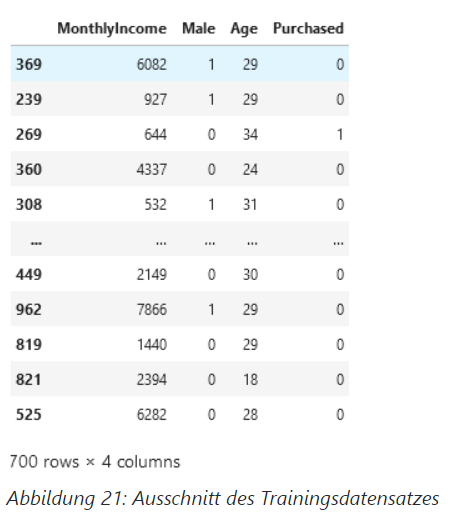 MonthlyIncome Male Age Purchased
369 6082 1 29 0
239 927 1 29 0
269 644 0 34 1
360 4337 0 24 0
308 532 1 31 0
... ... ... ... ...
449 2149 0 30 0
962 7866 1 29 0
819 1440 0 29 0
821 2394 0 18 0
525 6282 0 28 0
700 rows × 4 columns
Abbildung 21: Ausschnitt des Trainingsdatensatzes